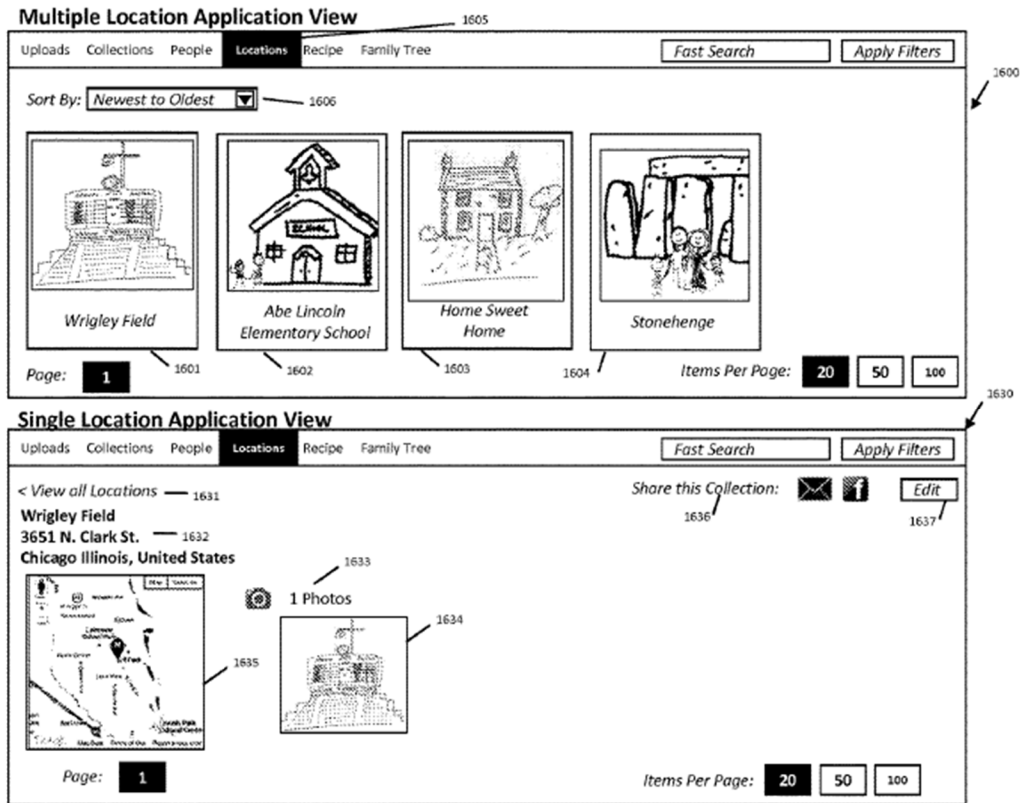 Multiple Location Application View
1605
Uploads Collections People Locations Recipe Family Tree Fast Search Apply Filters
1600
Sort By: Newest to Oldest 1606
Wrigley Field
Abe Lincoln
Elementary School
Home Sweet
Home
Stonehenge
1601 1602 1603 1604
Page: 1 Items Per Page: 20 50 100
1630
Single Location Application View
Uploads Collections People Locations Recipe Family Tree Fast Search Apply Filters
< View all Locations 1631 Share this Collection: f Edit
1636 1637
Wrigley Field
3651 N. Clark St. 1632
Chicago Illinois, United States
1633
1 Photos
1634
1635
Page: 1 Items Per Page: 20 50 100